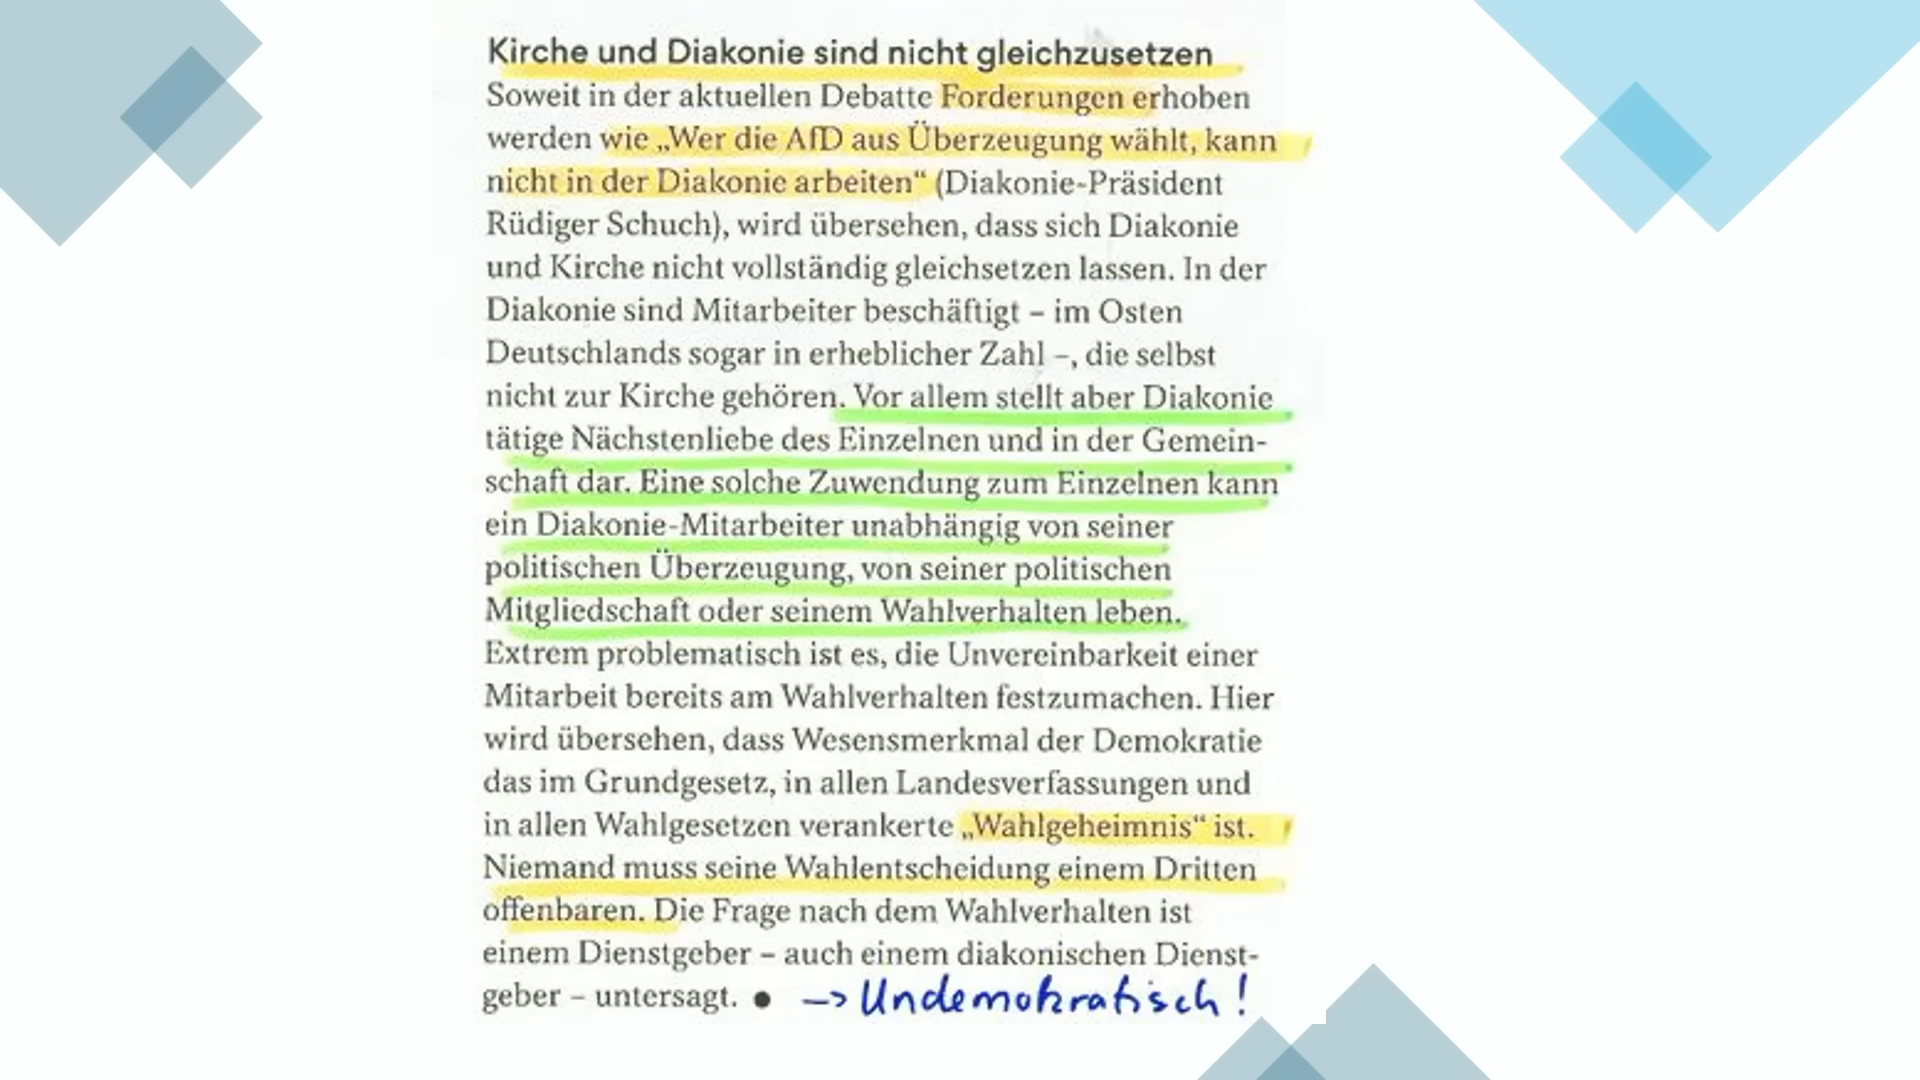 Kirche und Diakonie sind nicht gleichzusetzen
Soweit in der aktuellen Debatte Forderungen erhoben
werden wie „Wer die AfD aus Überzeugung wählt, kann
nicht in der Diakonie arbeiten“ (Diakonie-Präsident
Rüdiger Schuch), wird übersehen, dass sich Diakonie
und Kirche nicht vollständig gleichsetzen lassen. In der
Diakonie sind Mitarbeiter beschäftigt – im Osten
Deutschlands sogar in erheblicher Zahl –, die selbst
nicht zur Kirche gehören. Vor allem stellt aber Diakonie
tätige Nächstenliebe des Einzelnen und in der Gemein-
schaft dar. Eine solche Zuwendung zum Einzelnen kann
ein Diakonie-Mitarbeiter unabhängig von seiner
politischen Überzeugung, von seiner politischen
Mitgliedschaft oder seinem Wahlverhalten leben.
Extrem problematisch ist es, die Unvereinbarkeit einer
Mitarbeit bereits am Wahlverhalten festzumachen. Hier
wird übersehen, dass Wesensmerkmal der Demokratie
das im Grundgesetz, in allen Landesverfassungen und
in allen Wahlgesetzen verankerte „Wahlgeheimnis“ ist.
Niemand muss seine Wahlentscheidung einem Dritten
offenbaren. Die Frage nach dem Wahlverhalten ist
einem Dienstgeber – auch einem diakonischen Dienst-
geber – untersagt. ● –> Undemokratisch!